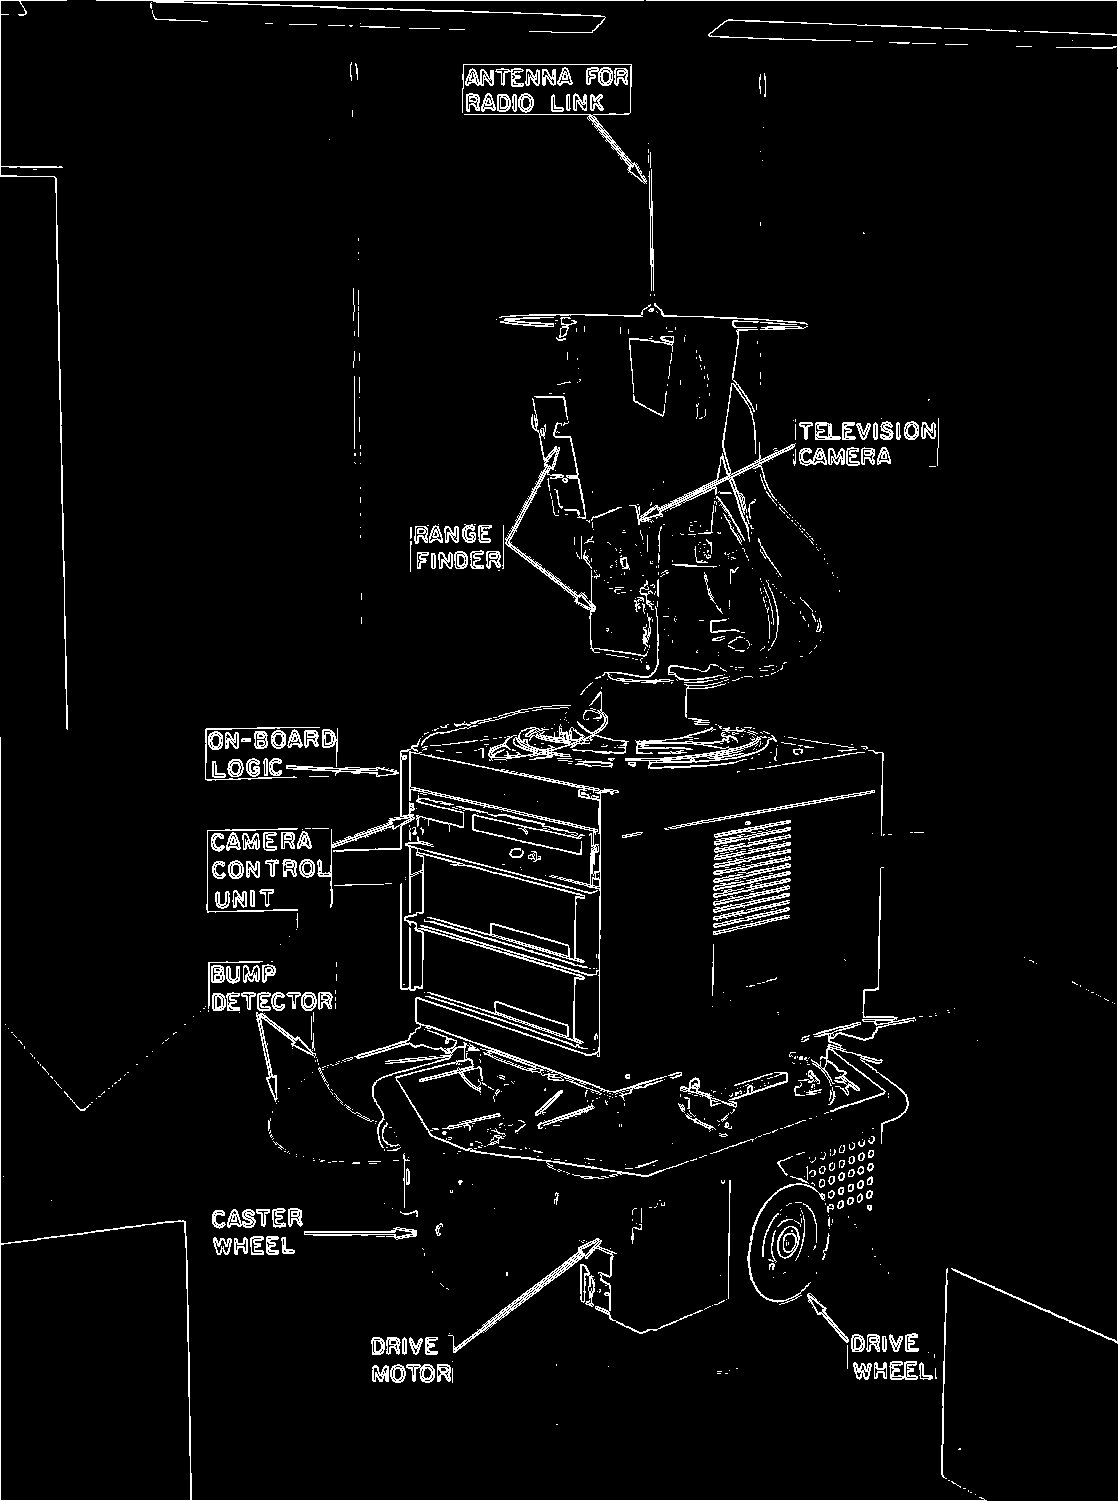 ANTENNA FOR
RADIO LINK
TELEVISION
CAMERA
RANGE
FINDER
ON-BOARD
LOGIC
CAMERA
CONTROL
UNIT
BUMP
DETECTOR
CASTER
WHEEL
DRIVE
MOTOR
DRIVE
WHEEL